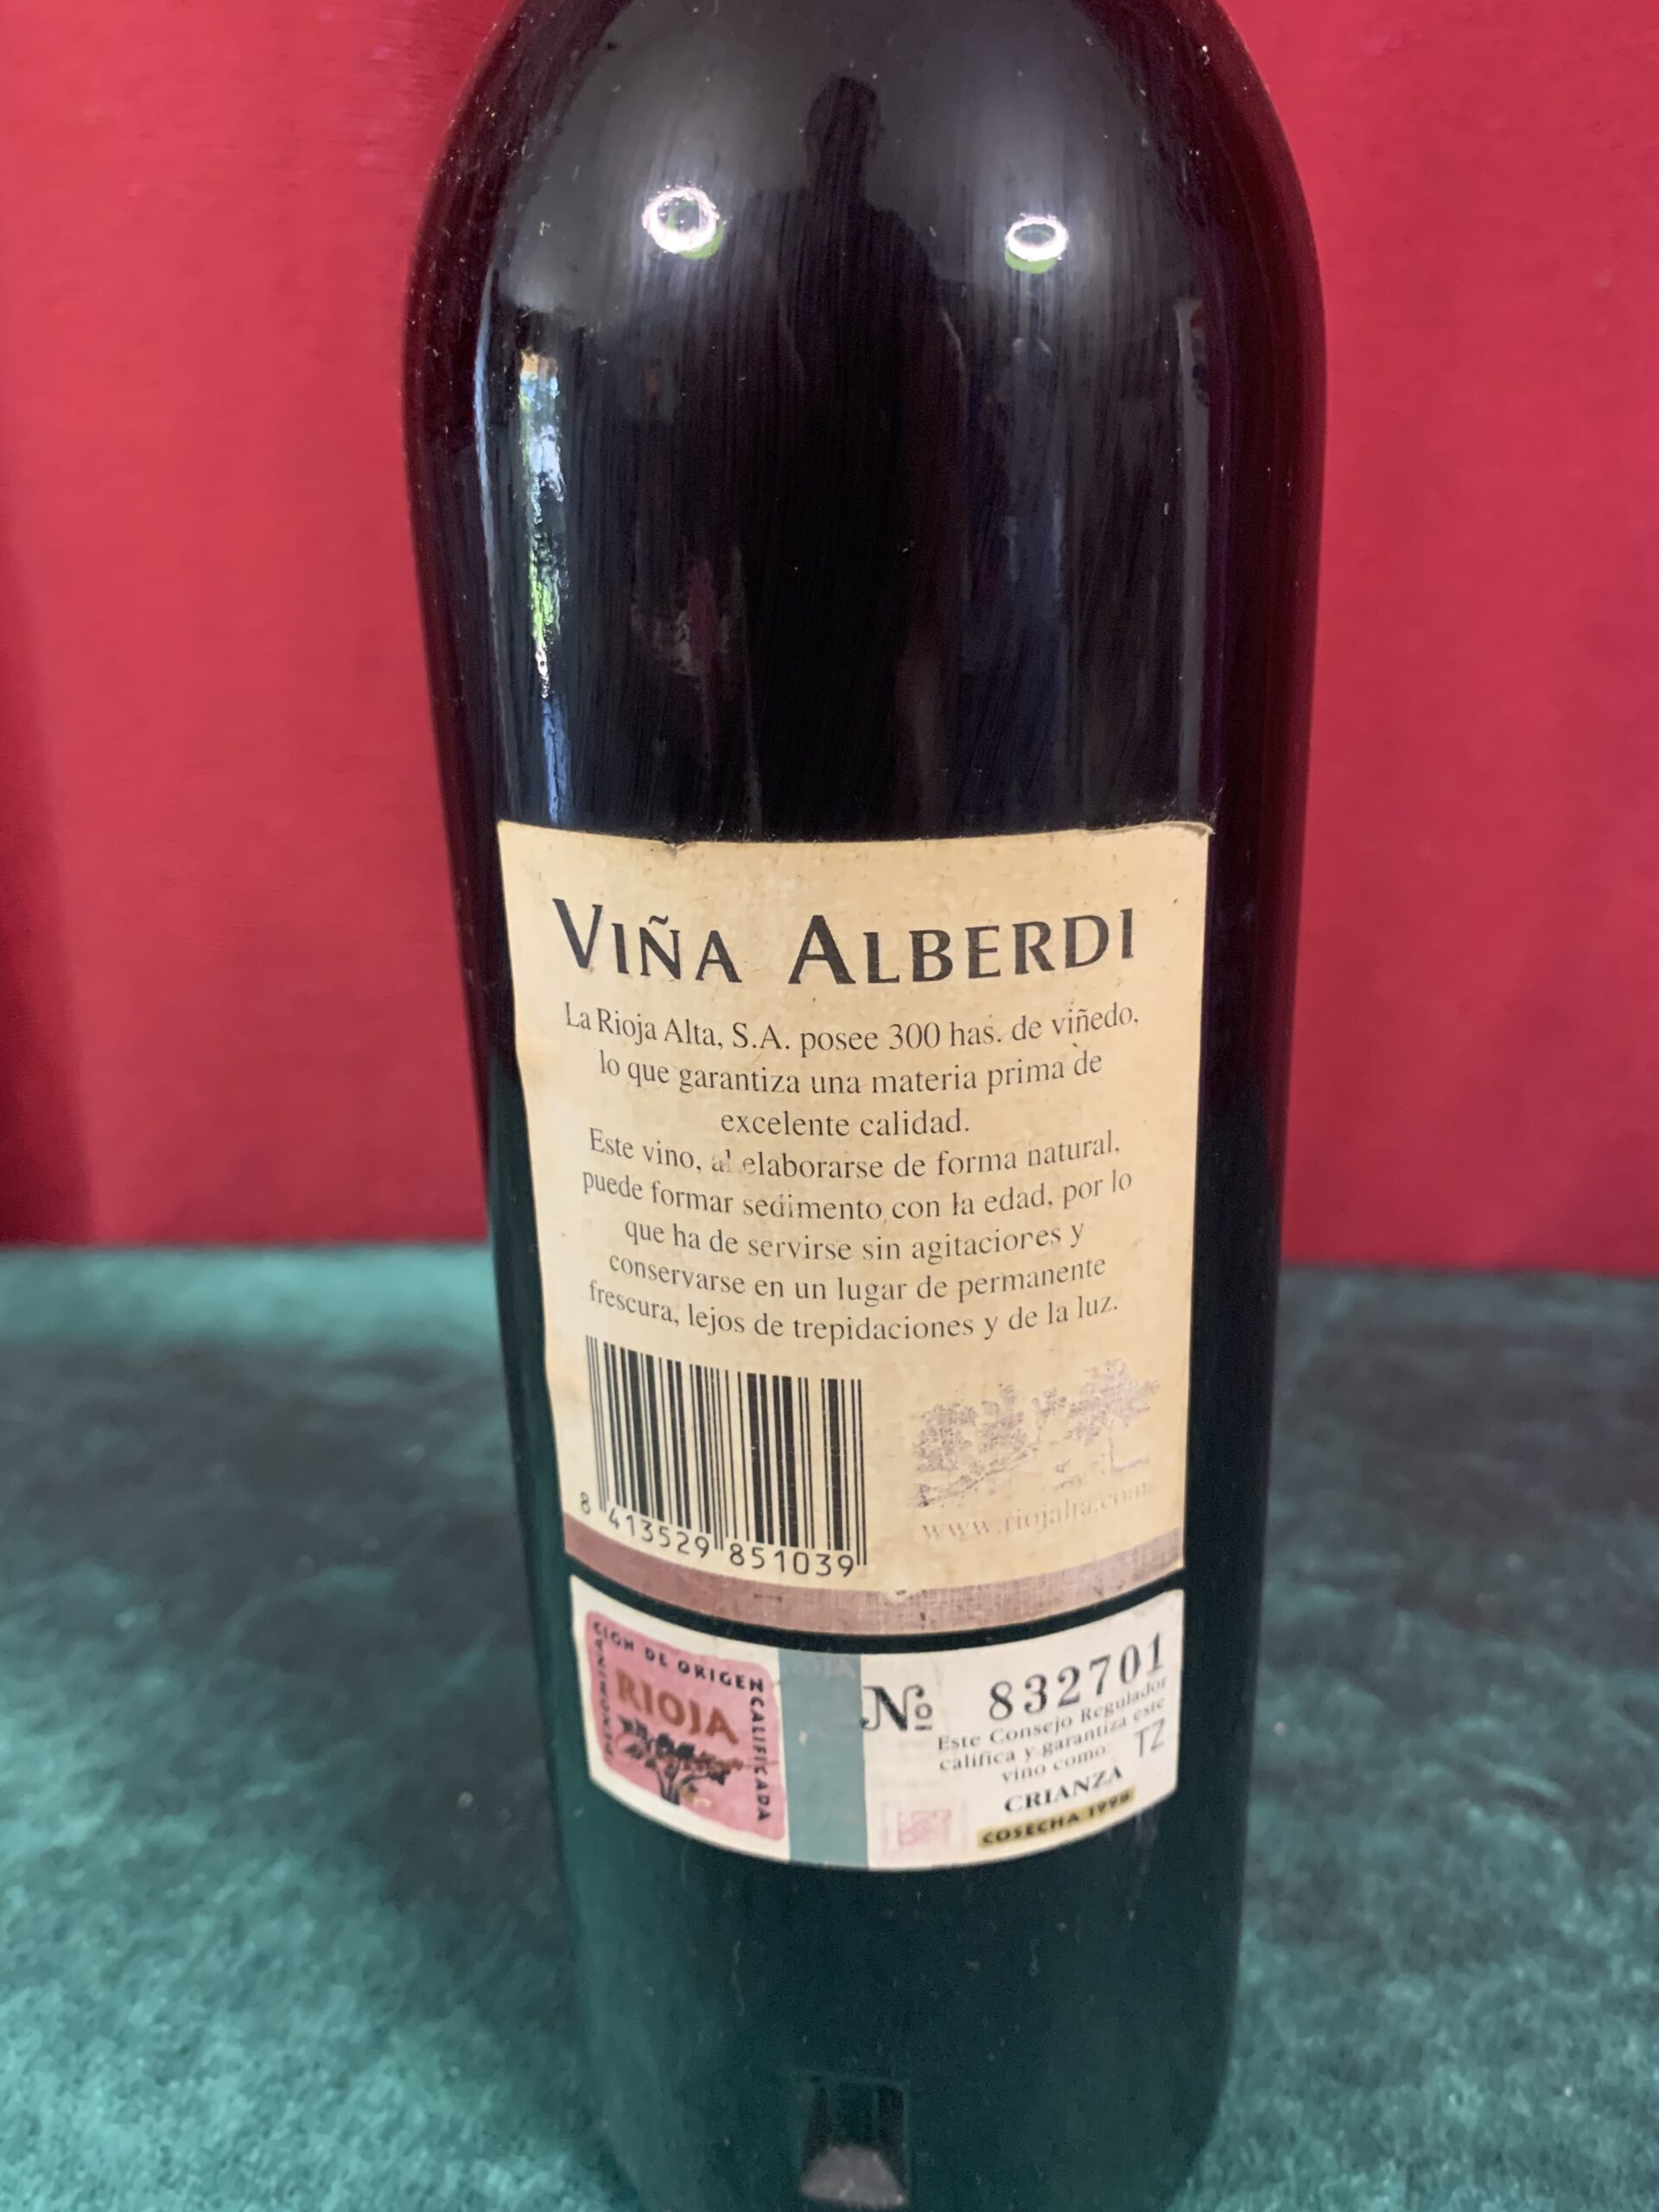 VIÑA ALBERDI
La Rioja Alta, S.A. posee 300 has. de viñedo,
lo que garantiza una materia prima de
excelente calidad.
Este vino, al elaborarse de forma natural,
puede formar sedimento con la edad, por lo
que ha de servirse sin agitaciones y
conservarse en un lugar de permanente
frescura, lejos de trepidaciones y de la luz.
8 413529 851039
www.riojalta.com
DENOMINACION DE ORIGEN CALIFICADA
RIOJA
Nº 832701
Este Consejo Regulador
califica y garantiza este
vino como: TZ
CRIANZA
COSECHA 1998